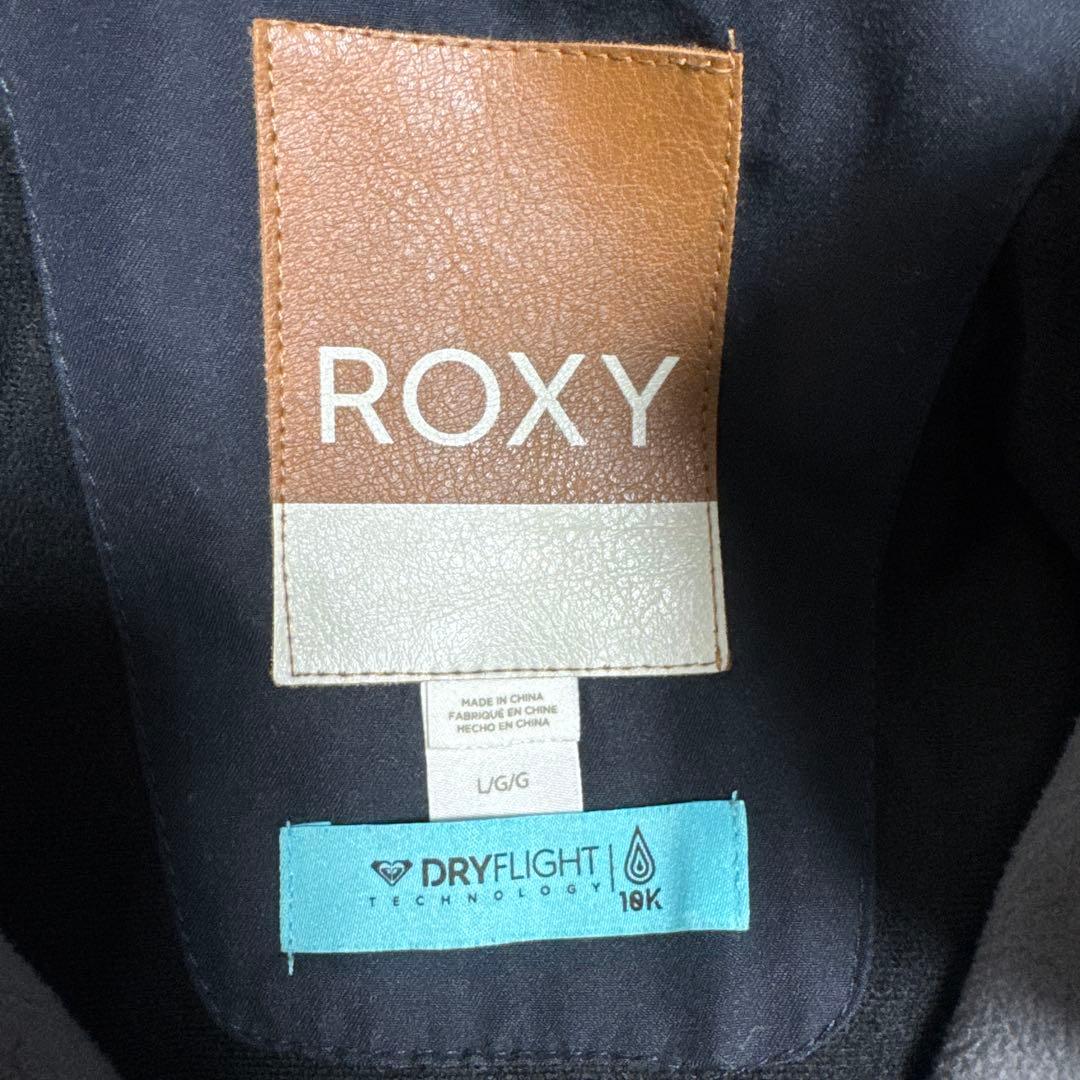 ROXY
MADE IN CHINA
FABRIQUÉ EN CHINE
HECHO EN CHINA
L/G/G
DRYFLIGHT
TECHNOLOGY
10K